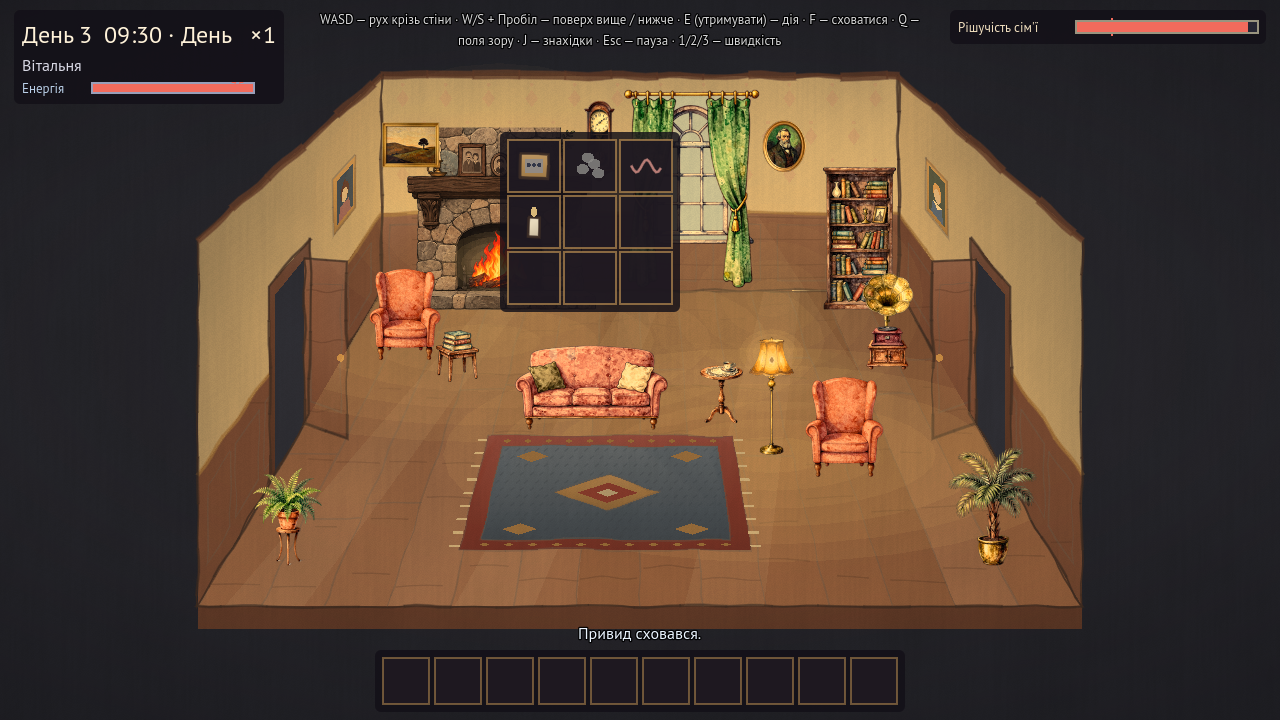 День 3 09:30 · День ×1
Вітальня
Енергія
WASD — рух крізь стіни · W/S + Пробіл — поверх вище / нижче · E (утримувати) — дія · F — сховатися · Q —
поля зору · J — знахідки · Esc — пауза · 1/2/3 — швидкість
Рішучість сім'ї
Привид сховався.